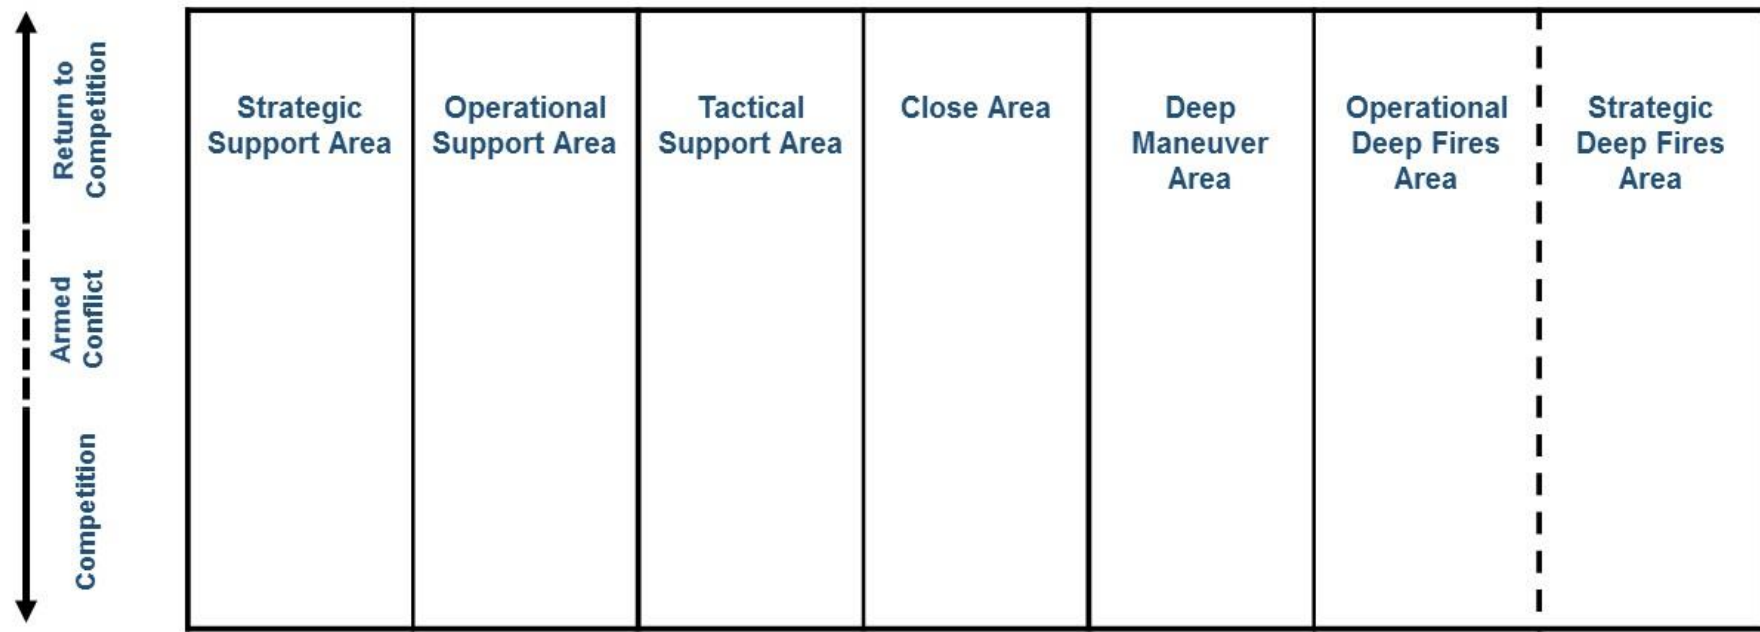 Return to
Competition
Armed
Conflict
Competition
Strategic
Support Area
Operational
Support Area
Tactical
Support Area
Close Area
Deep
Maneuver
Area
Operational
Deep Fires
Area
Strategic
Deep Fires
Area